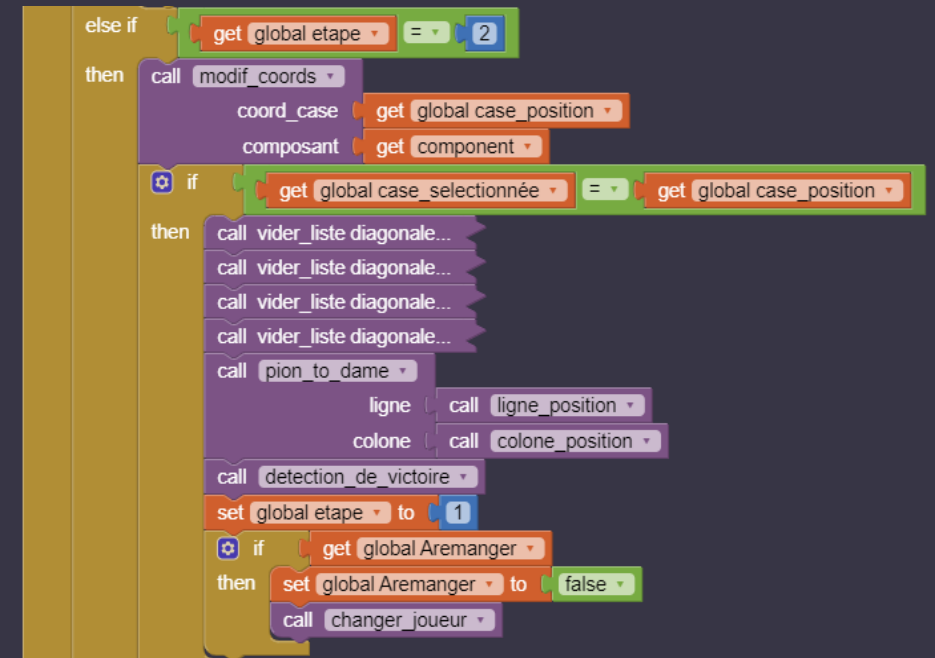 else if get global etape = 2
then call modif_coords
coord_case get global case_position
composant get component
if get global case_selectionnée = get global case_position
then call vider_liste diagonale...
call vider_liste diagonale...
call vider_liste diagonale...
call vider_liste diagonale...
call pion_to_dame
ligne call ligne_position
colone call colone_position
call detection_de_victoire
set global etape to 1
if get global Aremanger
then set global Aremanger to false
call changer_joueur